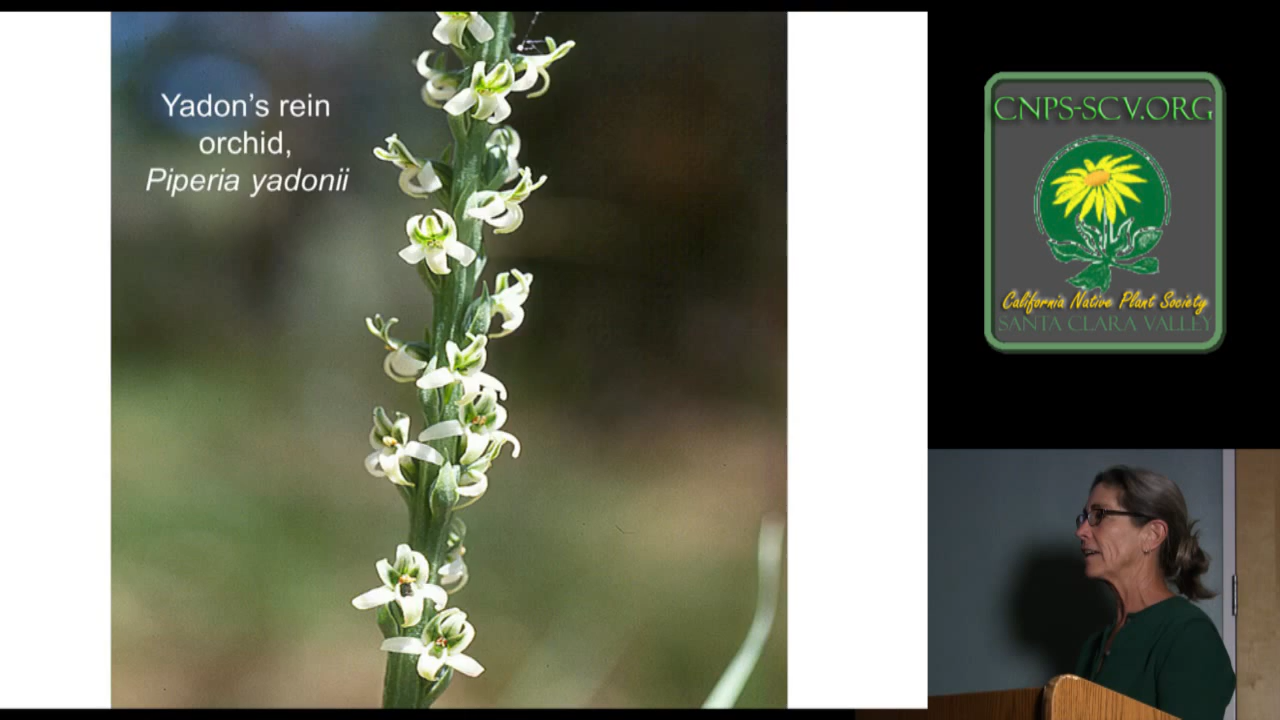 Yadon’s rein
orchid,
Piperia yadonii
CNPS-SCV.ORG
California Native Plant Society
SANTA CLARA VALLEY